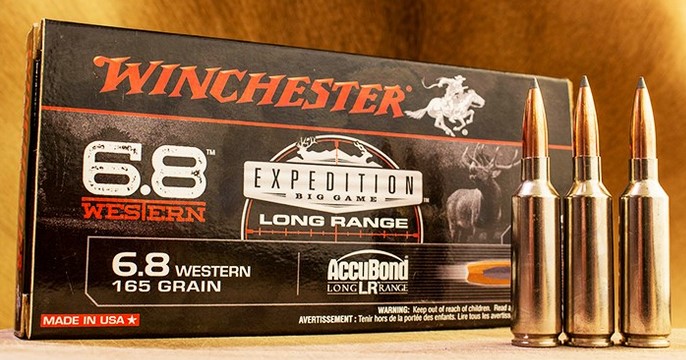 WINCHESTER®
6.8™
WESTERN
EXPEDITION™
BIG GAME
LONG RANGE
6.8 WESTERN
165 GRAIN
AccuBond®
LONG LR RANGE
WARNING: Keep out of reach of children. Read
AVERTISSEMENT : Tenir hors de la portée des enfants. Lire tous les
MADE IN USA